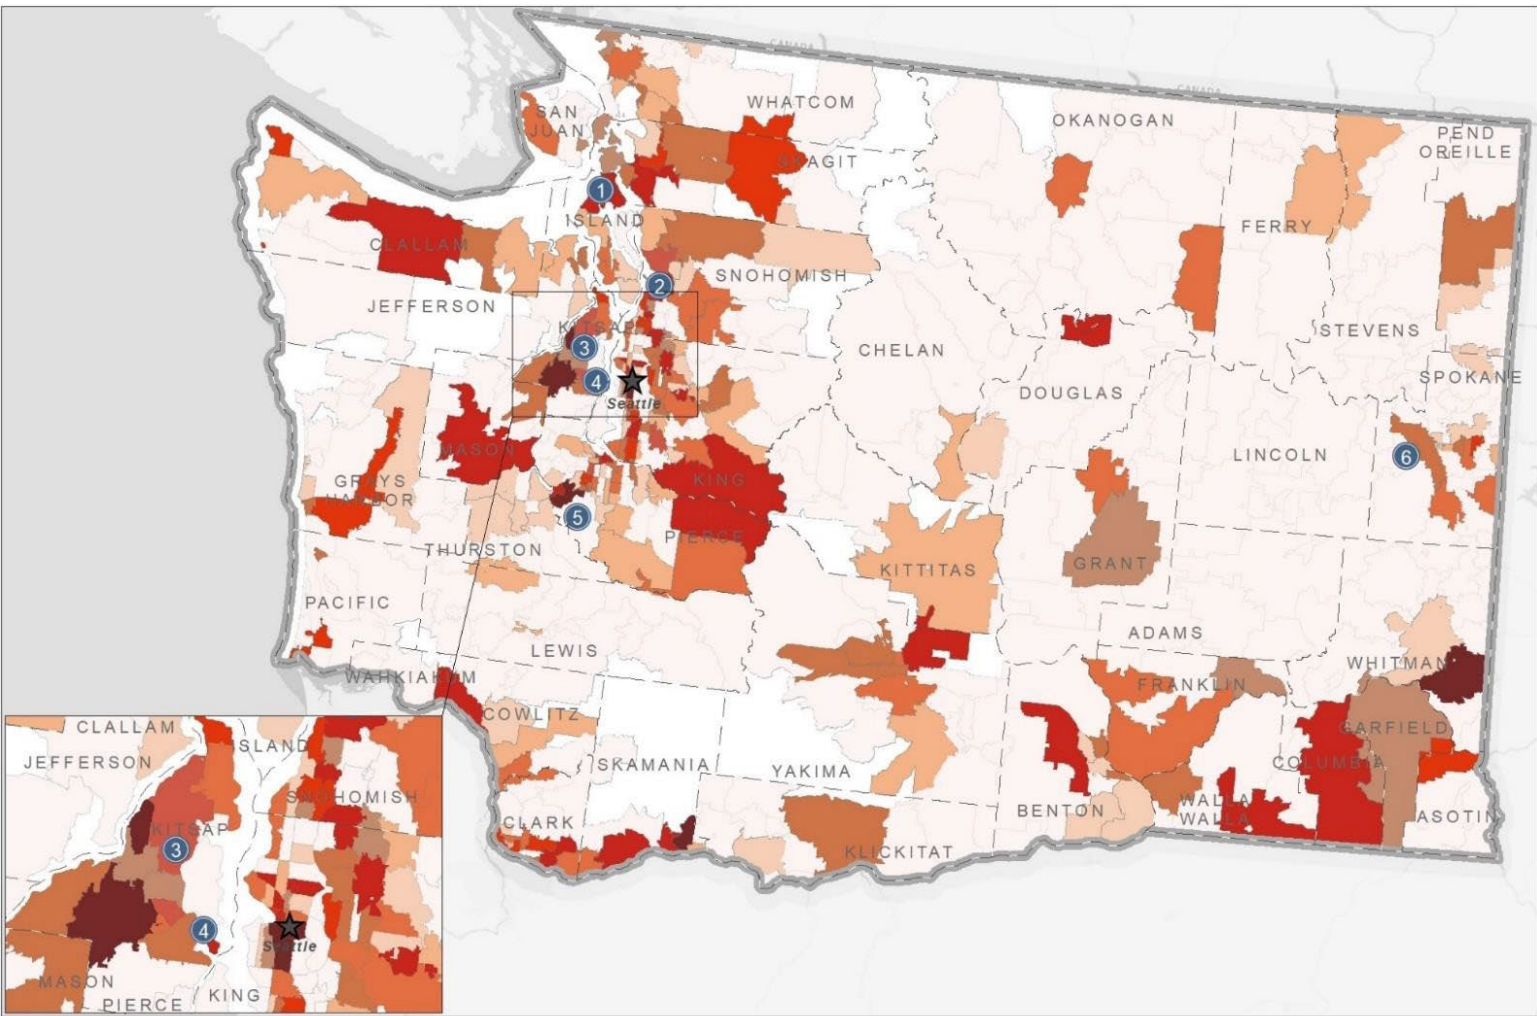 CANADA
CANADA
WHATCOM
OKANOGAN
PEND
OREILLE
SAN
JUAN
SKAGIT
1
ISLAND
FERRY
CLALLAM
SNOHOMISH
2
JEFFERSON
KITSAP
STEVENS
3
CHELAN
4
SPOKANE
Seattle
DOUGLAS
MASON
LINCOLN
6
KING
GRAYS
HARBOR
5
PIERCE
THURSTON
GRANT
KITTITAS
PACIFIC
ADAMS
LEWIS
WHITMAN
WAHKIAKUM
FRANKLIN
COWLITZ
GARFIELD
SKAMANIA
YAKIMA
COLUMBIA
BENTON
WALLA
WALLA
ASOTIN
CLARK
KLICKITAT
CLALLAM
ISLAND
JEFFERSON
SNOHOMISH
KITSAP
3
4
Seattle
MASON
KING
PIERCE